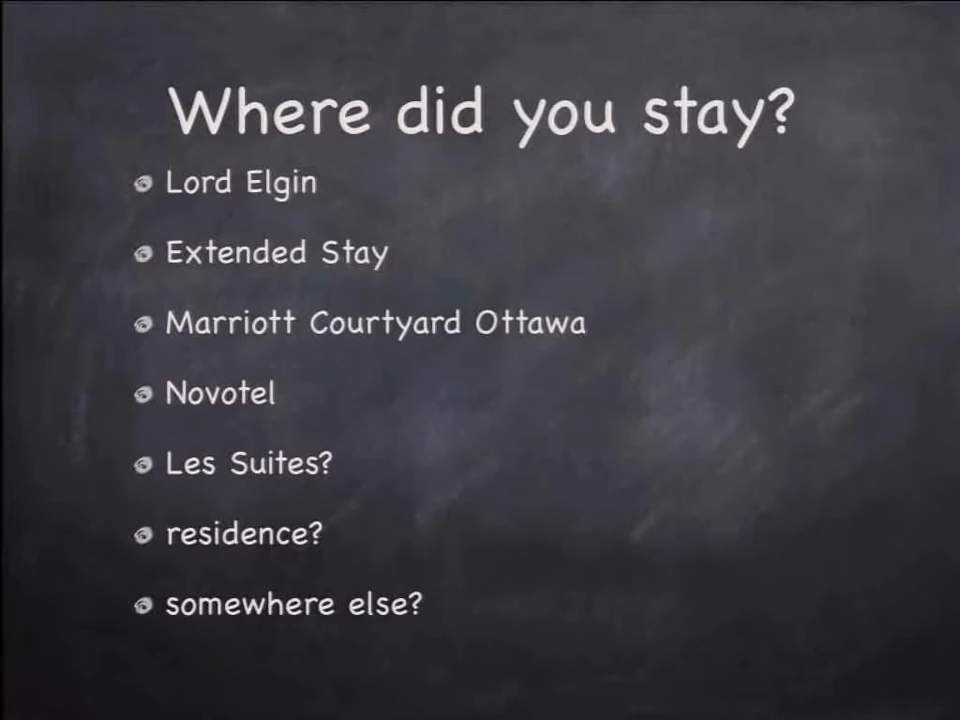 Where did you stay?
Lord Elgin
Extended Stay
Marriott Courtyard Ottawa
Novotel
Les Suites?
residence?
somewhere else?